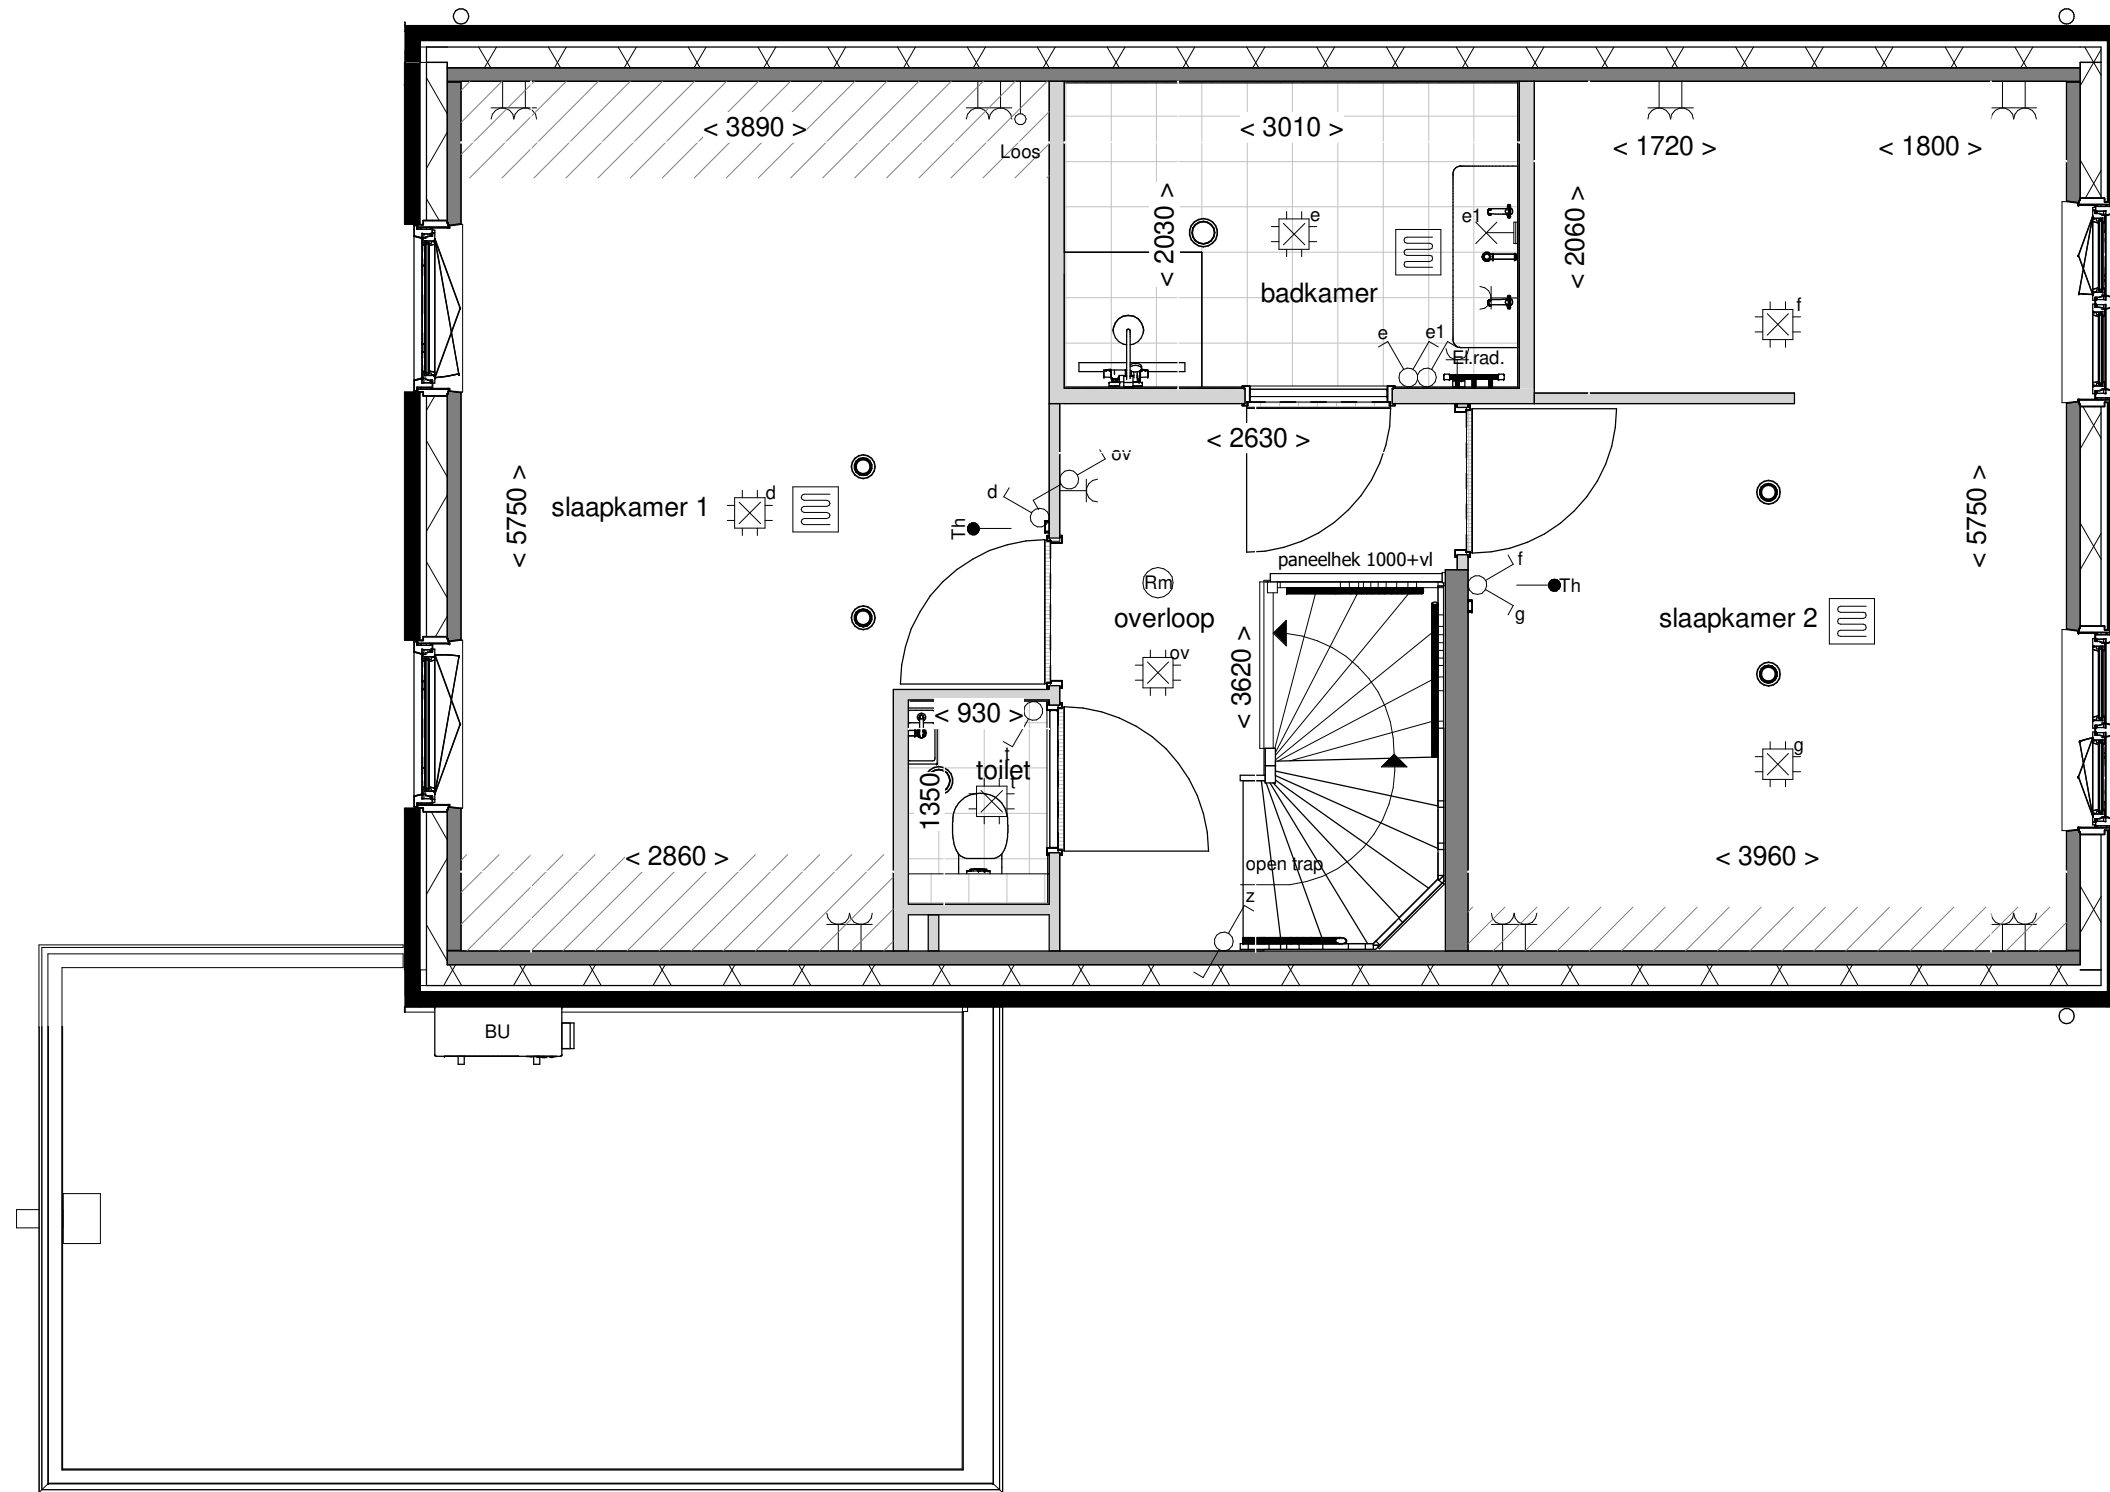 < 3890 >
< 3010 >
< 1720 >
< 1800 >
Loos
< 2030 >
< 2060 >
e
e1
badkamer
f
e
e1
El.rad.
< 2630 >
ov
< 5750 >
slaapkamer 1
d
d
Th
< 5750 >
paneelhek 1000+vl
f
Th
g
Rm
overloop
slaapkamer 2
ov
< 3620 >
< 930 >
t
toilet
t
1350
g
< 2860 >
open trap
< 3960 >
z
BU